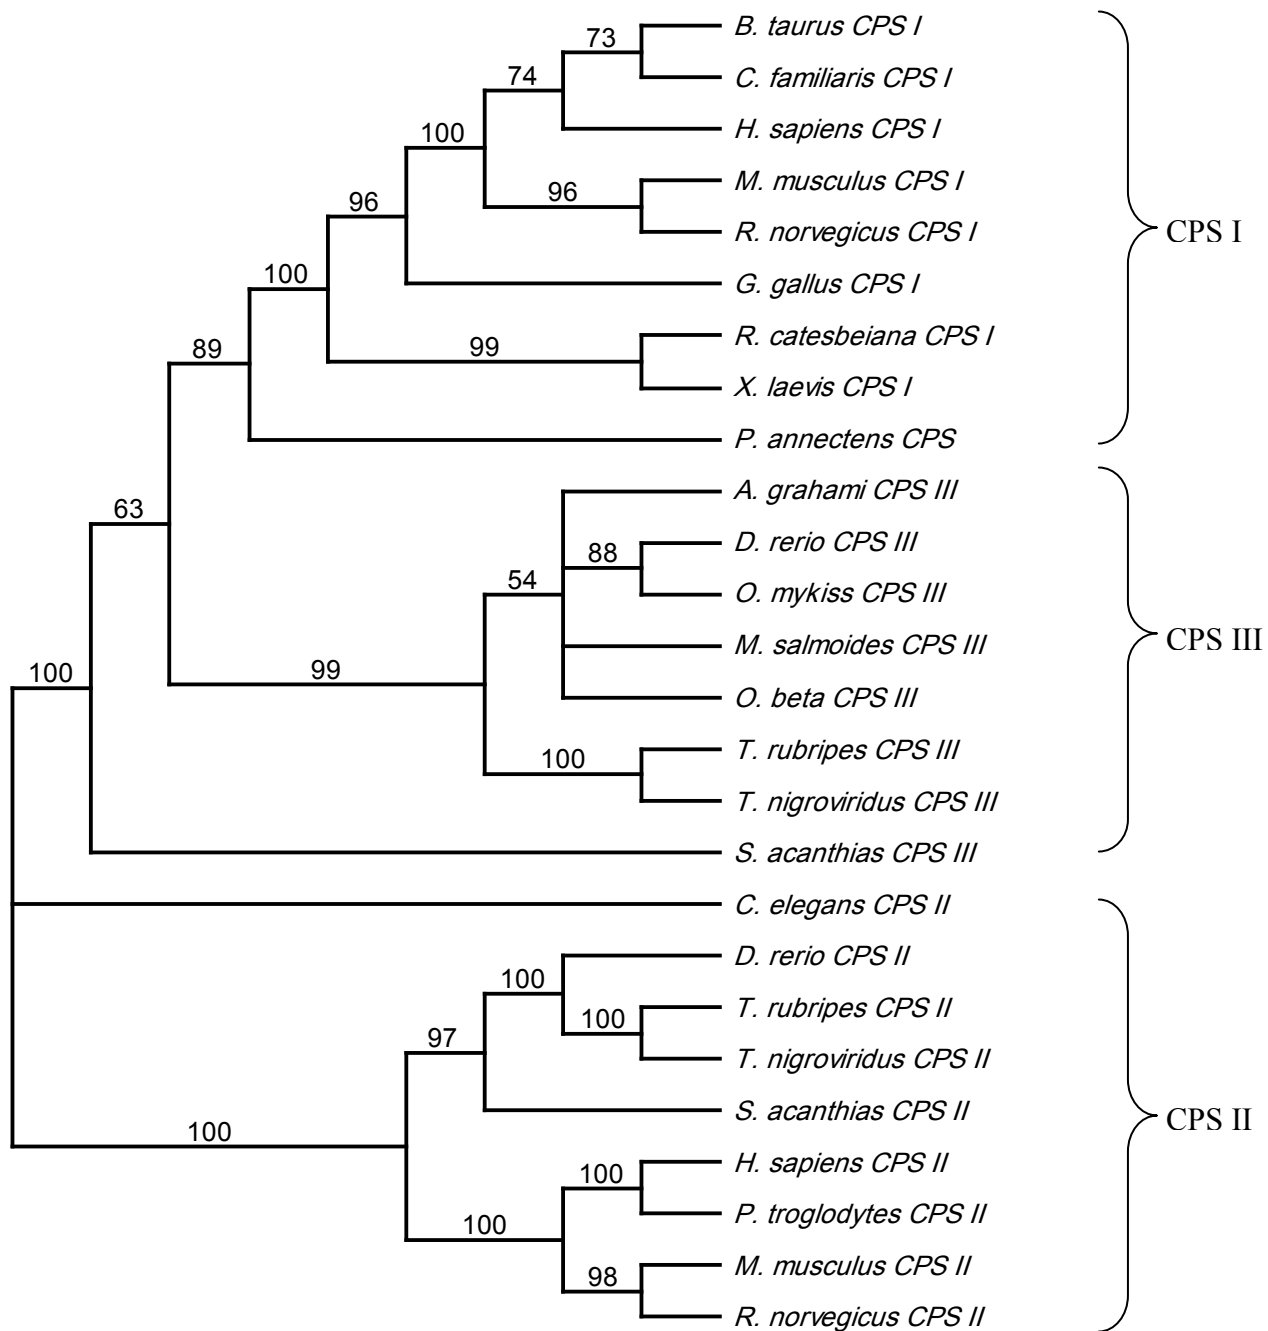 B. taurus CPS I
73
C. familiaris CPS I
74
H. sapiens CPS I
100
M. musculus CPS I
96
96
R. norvegicus CPS I
CPS I
100
G. gallus CPS I
R. catesbeiana CPS I
89
99
X. laevis CPS I
P. annectens CPS
A. grahami CPS III
63
D. rerio CPS III
88
54
O. mykiss CPS III
M. salmoides CPS III
CPS III
100
99
O. beta CPS III
T. rubripes CPS III
100
T. nigroviridus CPS III
S. acanthias CPS III
C. elegans CPS II
D. rerio CPS II
100
T. rubripes CPS II
100
97
T. nigroviridus CPS II
S. acanthias CPS II
CPS II
100
H. sapiens CPS II
100
P. troglodytes CPS II
100
M. musculus CPS II
98
R. norvegicus CPS II